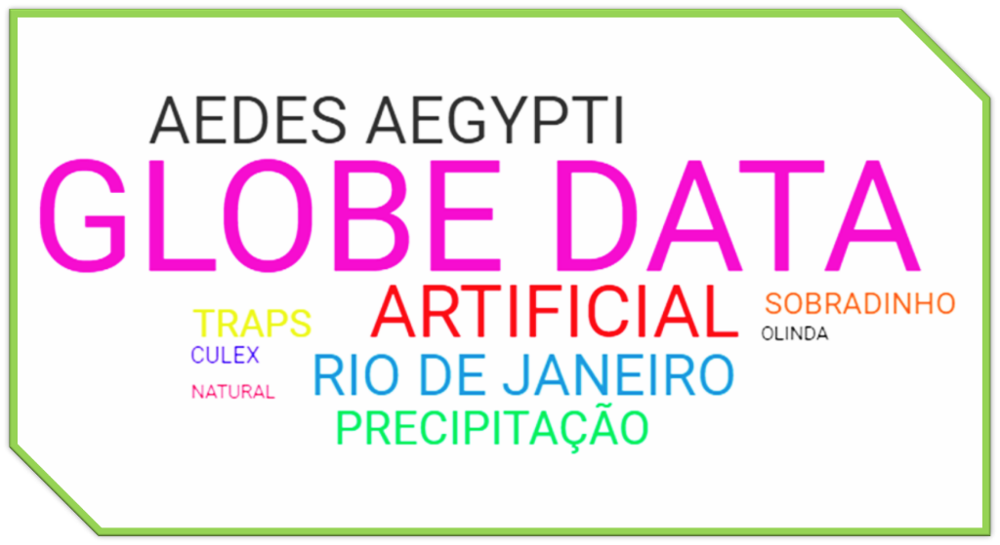 AEDES AEGYPTI
GLOBE DATA
ARTIFICIAL
SOBRADINHO
TRAPS
OLINDA
CULEX
RIO DE JANEIRO
NATURAL
PRECIPITAÇÃO